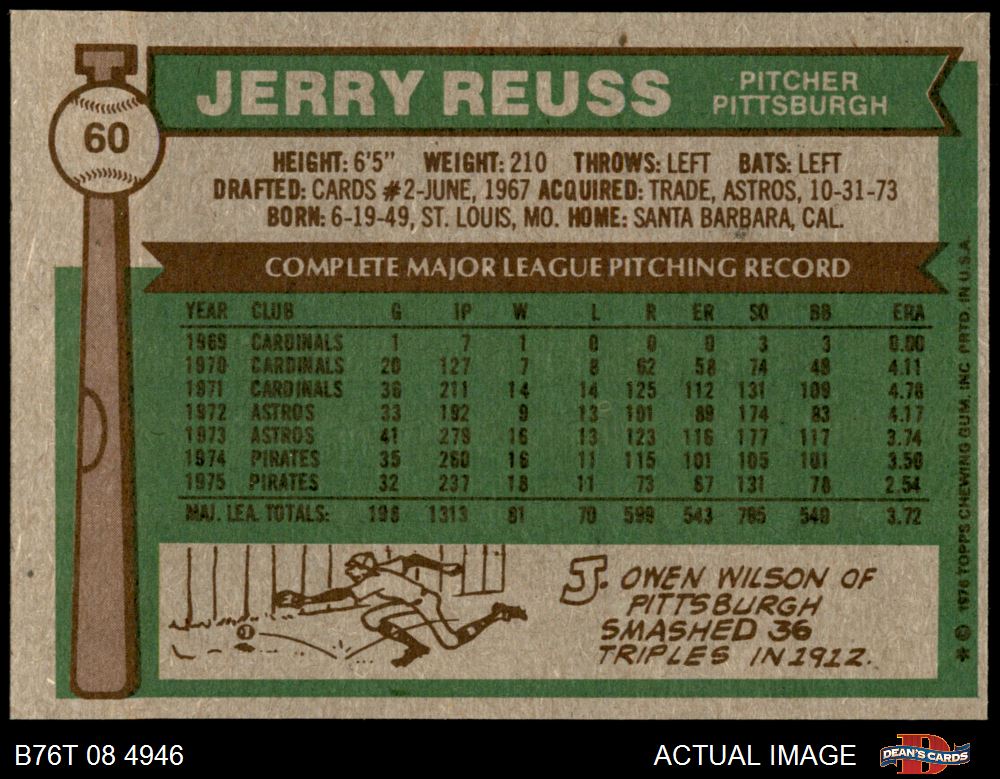 JERRY REUSS
PITCHER
PITTSBURGH
60
HEIGHT: 6'5" WEIGHT: 210 THROWS: LEFT BATS: LEFT
DRAFTED: CARDS #2-JUNE, 1967 ACQUIRED: TRADE, ASTROS, 10-31-73
BORN: 6-19-49, ST. LOUIS, MO. HOME: SANTA BARBARA, CAL.
COMPLETE MAJOR LEAGUE PITCHING RECORD
YEAR CLUB G IP W L R ER SO BB ERA
1969 CARDINALS 1 7 1 0 0 0 3 3 0.00
1970 CARDINALS 20 127 7 8 62 58 74 49 4.11
1971 CARDINALS 36 211 14 14 125 112 131 109 4.78
1972 ASTROS 33 192 9 13 101 89 174 83 4.17
1973 ASTROS 41 279 16 13 123 116 177 117 3.74
1974 PIRATES 35 260 16 11 115 101 105 101 3.50
1975 PIRATES 32 237 18 11 73 67 131 78 2.54
MAJ. LEA. TOTALS: 198 1313 81 70 599 543 795 540 3.72
J. OWEN WILSON OF
PITTSBURGH
SMASHED 36
TRIPLES IN 1912.
* © 1976 TOPPS CHEWING GUM, INC. PRTD. IN U.S.A.
B76T 08 4946
ACTUAL IMAGE
DEAN'S CARDS